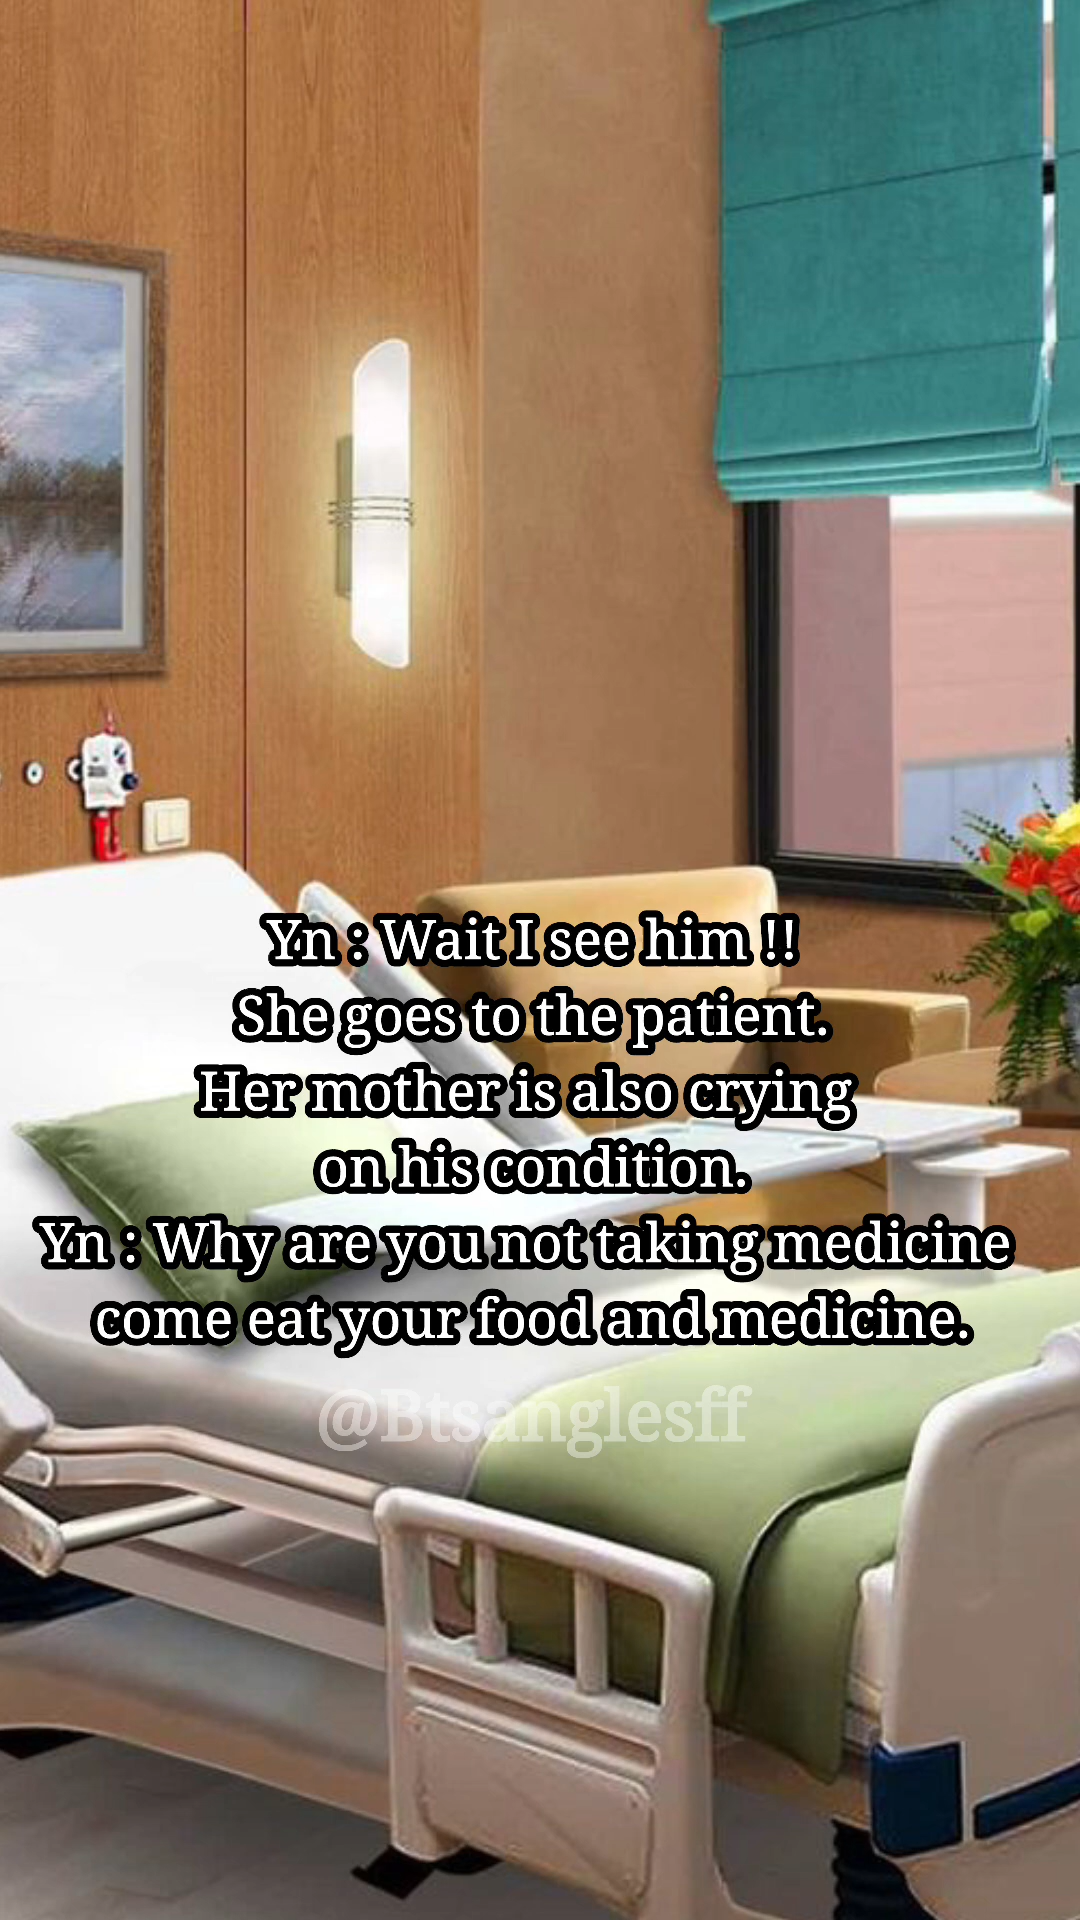 Yn : Wait I see him !!
She goes to the patient.
Her mother is also crying
on his condition.
Yn : Why are you not taking medicine
come eat your food and medicine.
@Btsanglesff